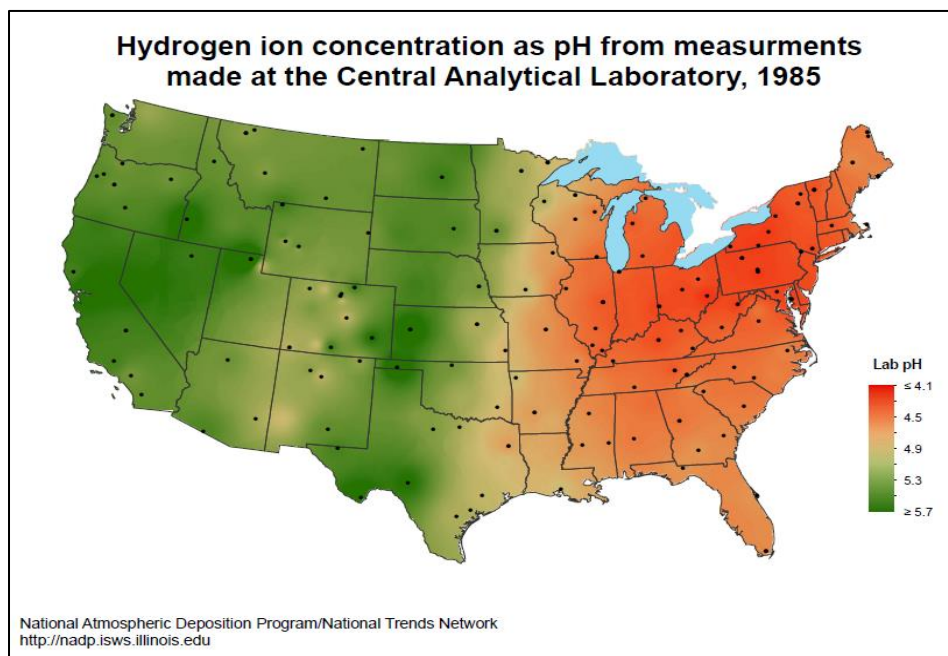 Hydrogen ion concentration as pH from measurments
made at the Central Analytical Laboratory, 1985
Lab pH
≤ 4.1
4.5
4.9
5.3
≥ 5.7
National Atmospheric Deposition Program/National Trends Network
http://nadp.isws.illinois.edu